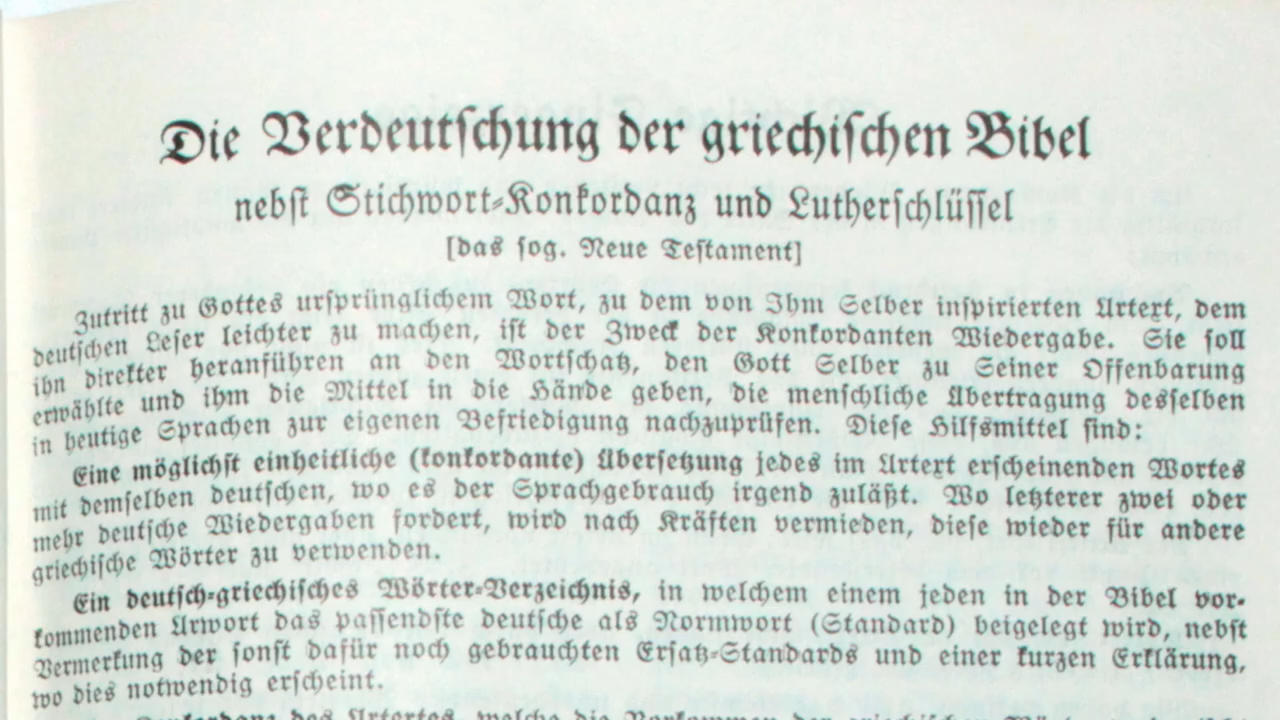 Die Verdeutschung der griechischen Bibel
nebst Stichwort-Konkordanz und Lutherschlüssel
[das sog. Neue Testament]
Zutritt zu Gottes ursprünglichem Wort, zu dem von Ihm Selber inspirierten Urtext, dem
deutschen Leser leichter zu machen, ist der Zweck der Konkordanten Wiedergabe. Sie soll
ihn direkter heranführen an den Wortschatz, den Gott Selber zu Seiner Offenbarung
erwählte und ihm die Mittel in die Hände geben, die menschliche Übertragung desselben
in heutige Sprachen zur eigenen Befriedigung nachzuprüfen. Diese Hilfsmittel sind:
Eine möglichst einheitliche (konkordante) Übersetzung jedes im Urtext erscheinenden Wortes
mit demselben deutschen, wo es der Sprachgebrauch irgend zuläßt. Wo letzterer zwei oder
mehr deutsche Wiedergaben fordert, wird nach Kräften vermieden, diese wieder für andere
griechische Wörter zu verwenden.
Ein deutsch-griechisches Wörter-Verzeichnis, in welchem einem jeden in der Bibel vor-
kommenden Urwort das passendste deutsche als Normwort (Standard) beigelegt wird, nebst
Vermerkung der sonst dafür noch gebrauchten Ersatz-Standards und einer kurzen Erklärung,
wo dies notwendig erscheint.
Konkordanz des Urtextes, welche die Vorkommen der griechischen